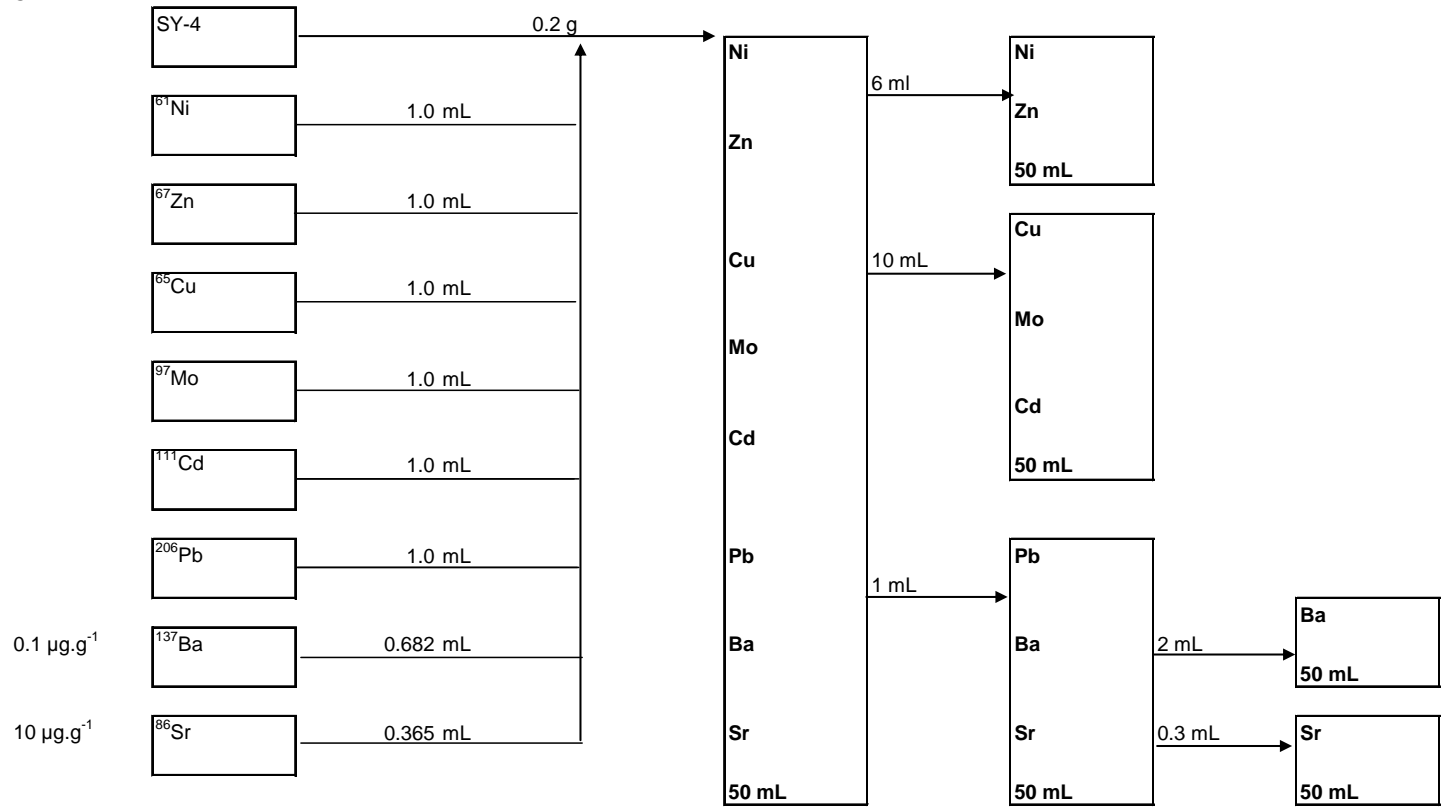 SY-4
0.2 g
⁶¹Ni
1.0 mL
⁶⁷Zn
1.0 mL
⁶⁵Cu
1.0 mL
⁹⁷Mo
1.0 mL
¹¹¹Cd
1.0 mL
²⁰⁶Pb
1.0 mL
0.1 µg.g⁻¹
¹³⁷Ba
0.682 mL
10 µg.g⁻¹
⁸⁶Sr
0.365 mL
Ni
Zn
Cu
Mo
Cd
Pb
Ba
Sr
50 mL
6 ml
Ni
Zn
50 mL
10 mL
Cu
Mo
Cd
50 mL
1 mL
Pb
Ba
Sr
50 mL
2 mL
Ba
50 mL
0.3 mL
Sr
50 mL